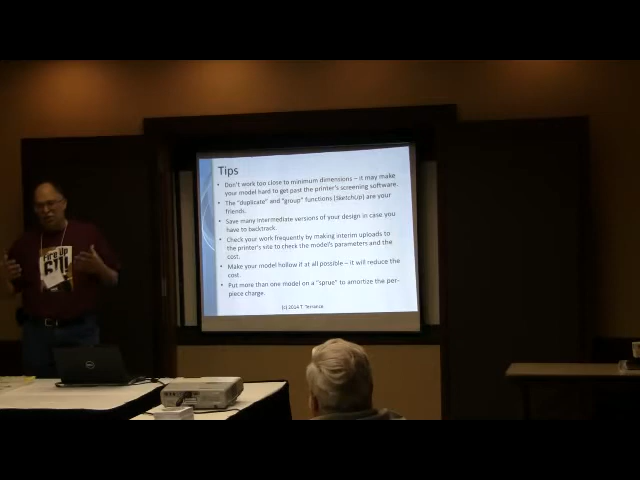 Tips
• Don't work too close to minimum dimensions – it may make
your model hard to get past the printer's screening software.
• The "duplicate" and "group" functions (SketchUp) are your
friends.
• Save many intermediate versions of your design in case you
have to backtrack.
• Check your work frequently by making interim uploads to
the printer's site to check the model's parameters and the
cost.
• Make your model hollow if at all possible – it will reduce the
cost.
• Put more than one model on a "sprue" to amortize the per-
piece charge.
(c) 2014 T. Terrance
Fire Up
611!
DELL